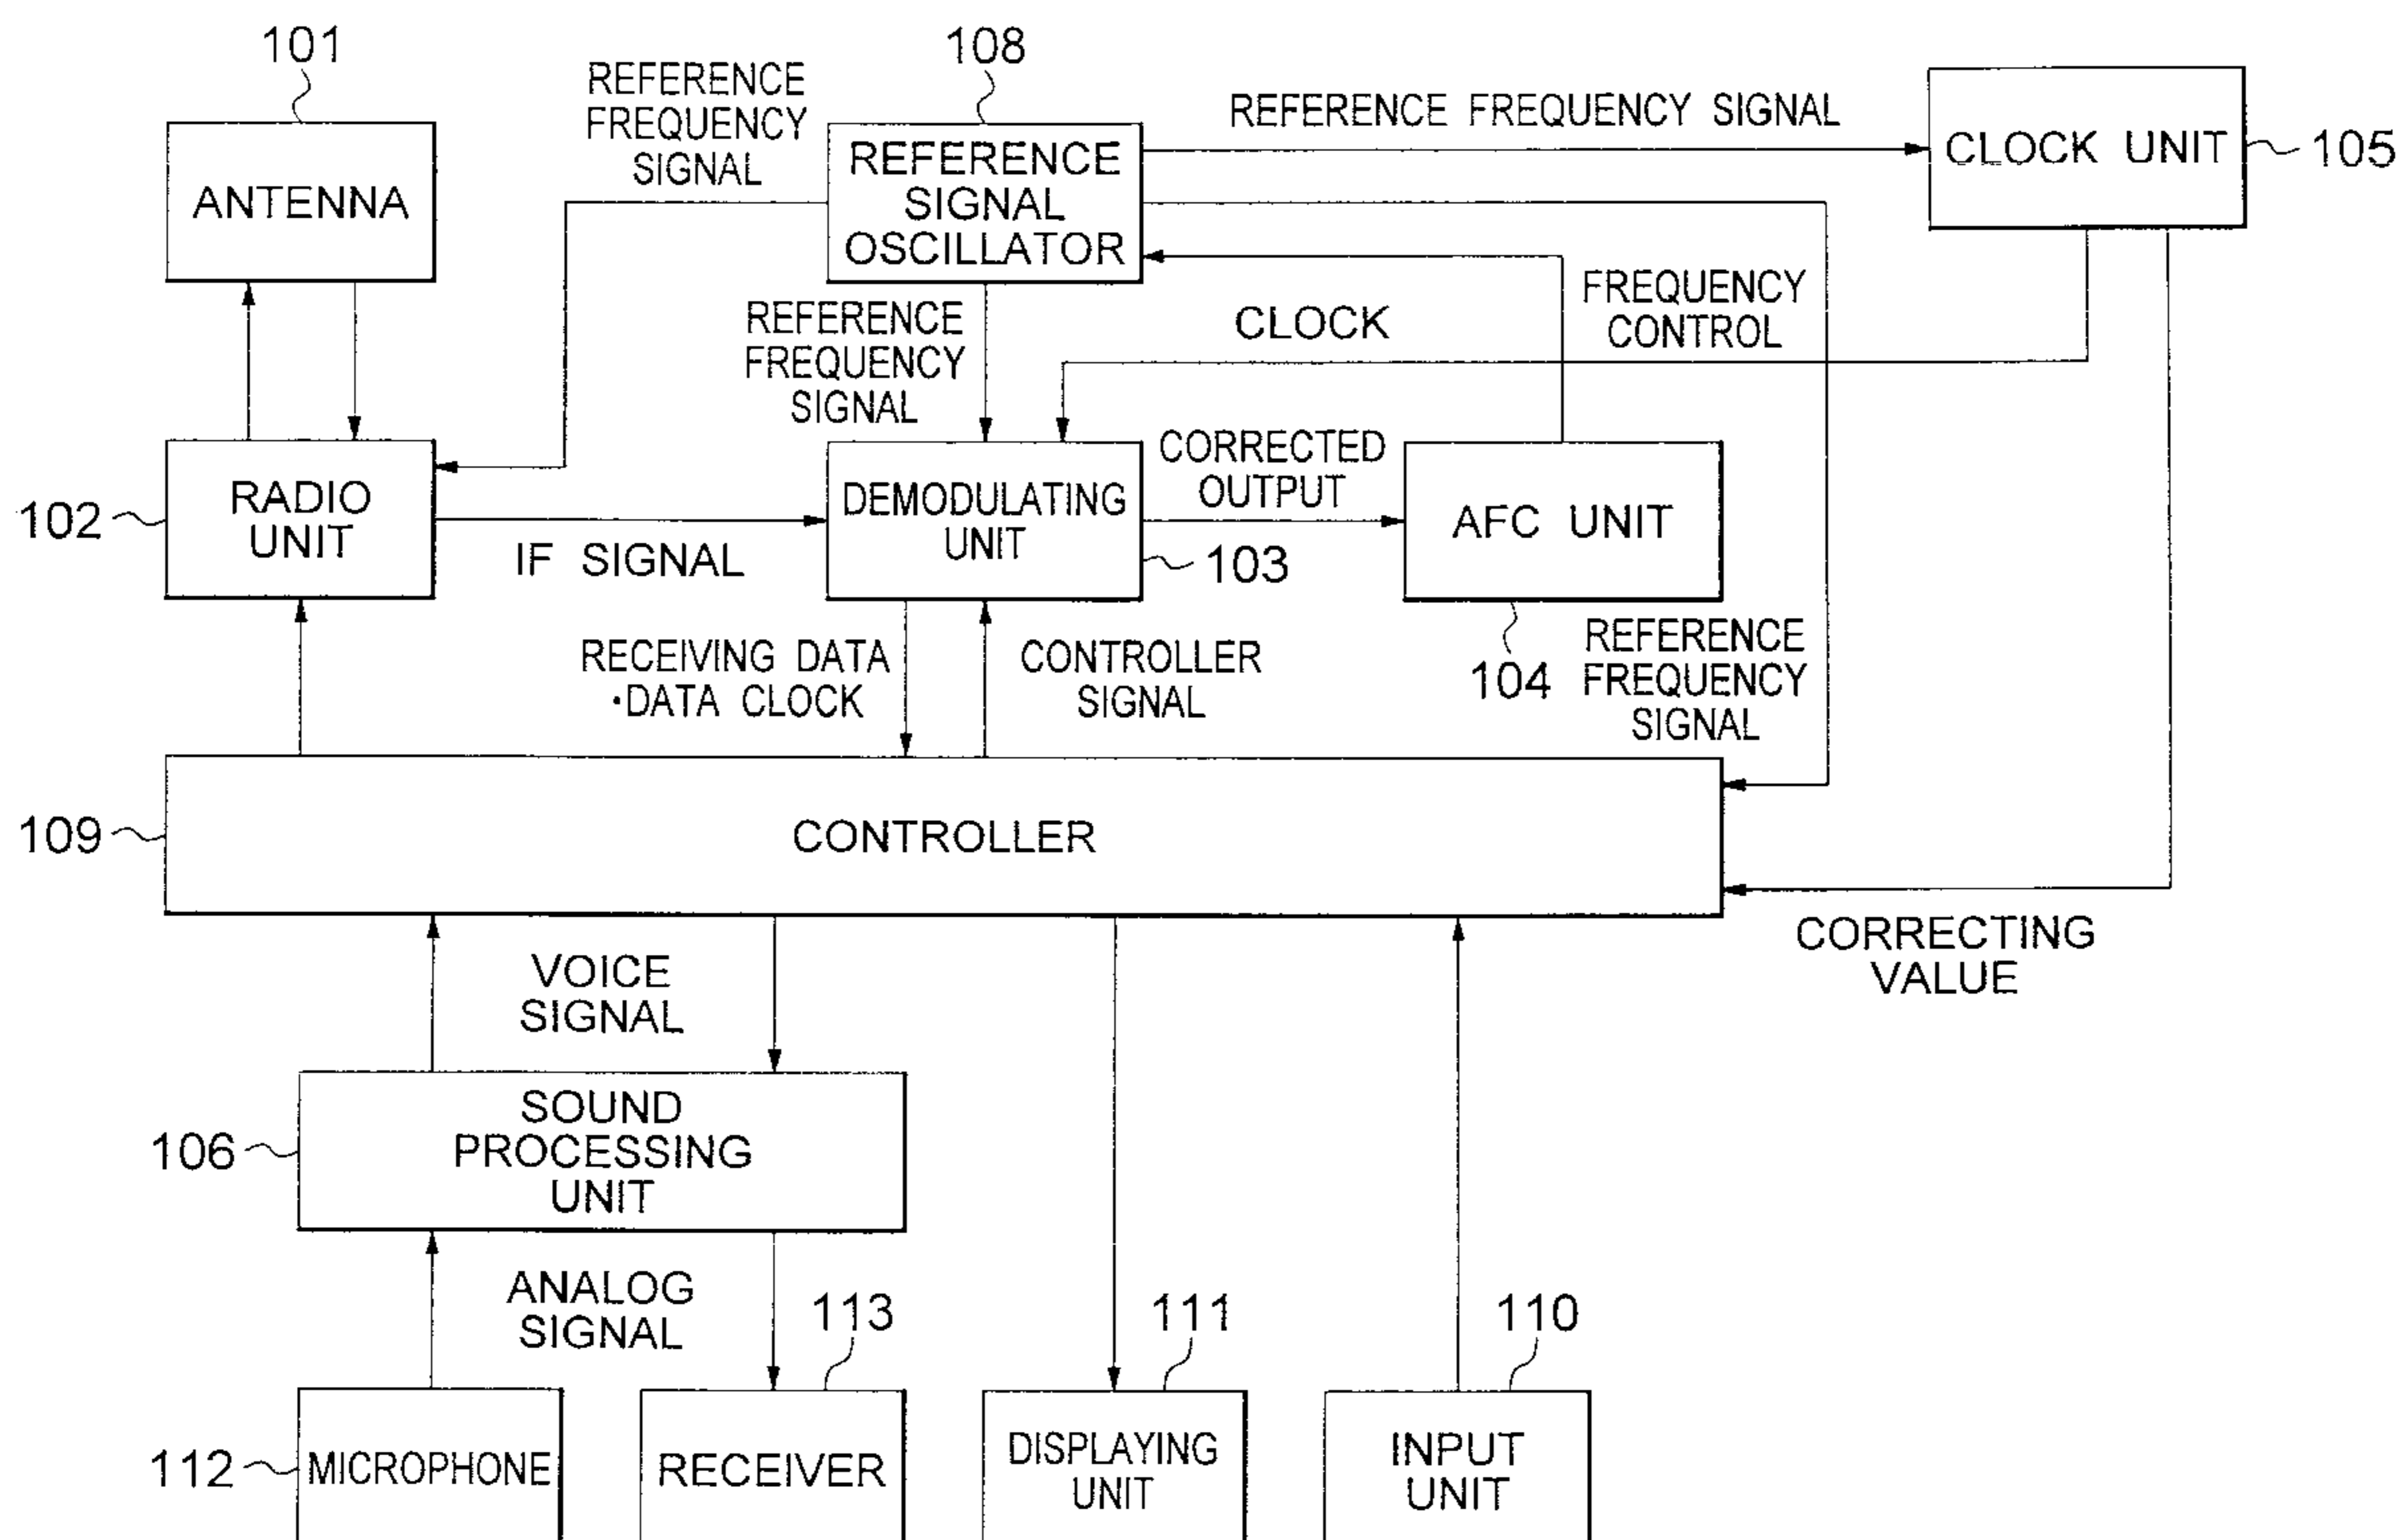 101
108
REFERENCE
FREQUENCY
SIGNAL
REFERENCE FREQUENCY SIGNAL
CLOCK UNIT
105
ANTENNA
REFERENCE
SIGNAL
OSCILLATOR
REFERENCE
FREQUENCY
SIGNAL
CLOCK
FREQUENCY
CONTROL
102
RADIO
UNIT
IF SIGNAL
DEMODULATING
UNIT
103
CORRECTED
OUTPUT
AFC UNIT
104
RECEIVING DATA
·DATA CLOCK
CONTROLLER
SIGNAL
REFERENCE
FREQUENCY
SIGNAL
109
CONTROLLER
CORRECTING
VALUE
VOICE
SIGNAL
106
SOUND
PROCESSING
UNIT
ANALOG
SIGNAL
113
111
110
112
MICROPHONE
RECEIVER
DISPLAYING
UNIT
INPUT
UNIT